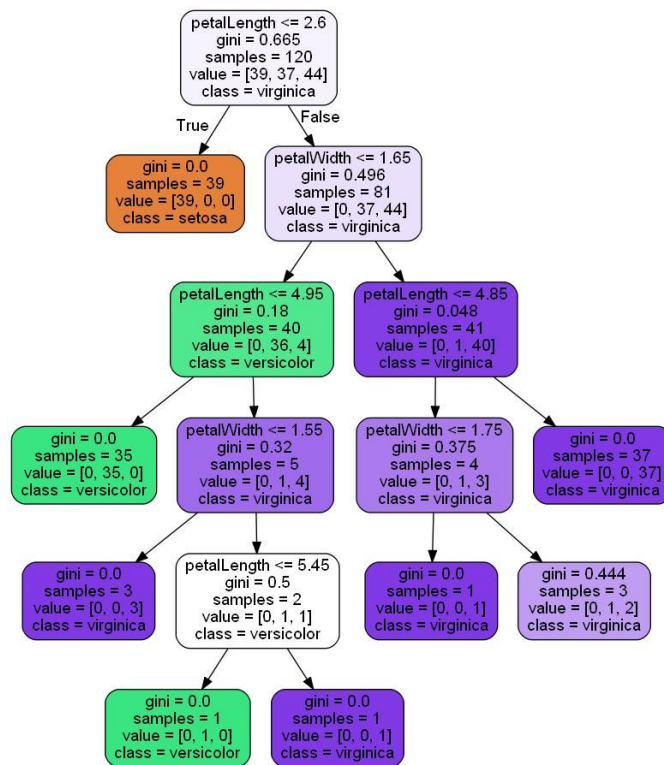 petalLength <= 2.6
gini = 0.665
samples = 120
value = [39, 37, 44]
class = virginica
True
False
gini = 0.0
samples = 39
value = [39, 0, 0]
class = setosa
petalWidth <= 1.65
gini = 0.496
samples = 81
value = [0, 37, 44]
class = virginica
petalLength <= 4.95
gini = 0.18
samples = 40
value = [0, 36, 4]
class = versicolor
petalLength <= 4.85
gini = 0.048
samples = 41
value = [0, 1, 40]
class = virginica
gini = 0.0
samples = 35
value = [0, 35, 0]
class = versicolor
petalWidth <= 1.55
gini = 0.32
samples = 5
value = [0, 1, 4]
class = virginica
petalWidth <= 1.75
gini = 0.375
samples = 4
value = [0, 1, 3]
class = virginica
gini = 0.0
samples = 37
value = [0, 0, 37]
class = virginica
gini = 0.0
samples = 3
value = [0, 0, 3]
class = virginica
petalLength <= 5.45
gini = 0.5
samples = 2
value = [0, 1, 1]
class = versicolor
gini = 0.0
samples = 1
value = [0, 0, 1]
class = virginica
gini = 0.444
samples = 3
value = [0, 1, 2]
class = virginica
gini = 0.0
samples = 1
value = [0, 1, 0]
class = versicolor
gini = 0.0
samples = 1
value = [0, 0, 1]
class = virginica